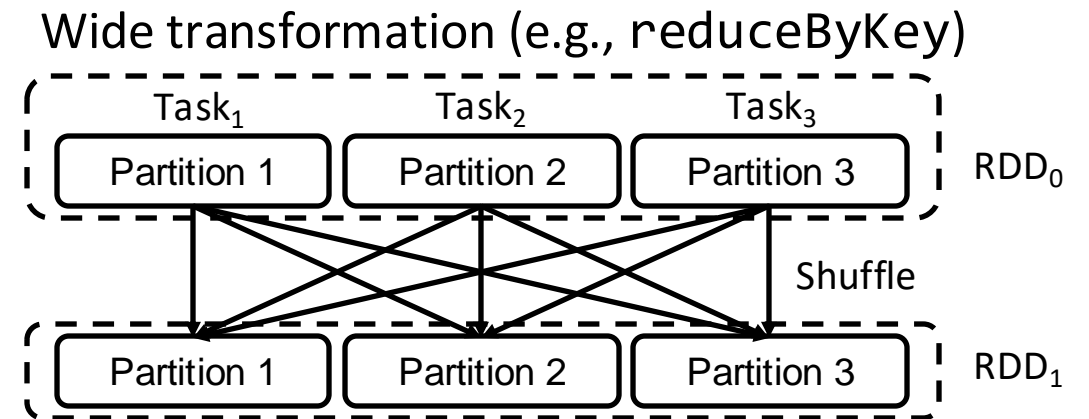 Wide transformation (e.g., reduceByKey)
Task₁ Task₂ Task₃
Partition 1 Partition 2 Partition 3 RDD₀
Shuffle
Partition 1 Partition 2 Partition 3 RDD₁